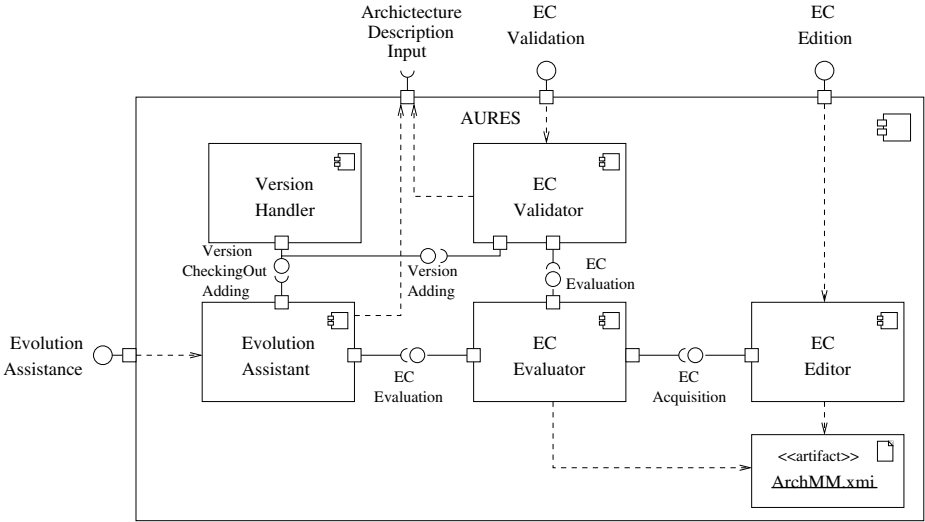 Archictecture
Description
Input
EC
Validation
EC
Edition
AURES
Version
Handler
EC
Validator
Version
CheckingOut
Adding
Version
Adding
EC
Evaluation
Evolution
Assistance
Evolution
Assistant
EC
Evaluation
EC
Evaluator
EC
Acquisition
EC
Editor
<<artifact>>
ArchMM.xmi